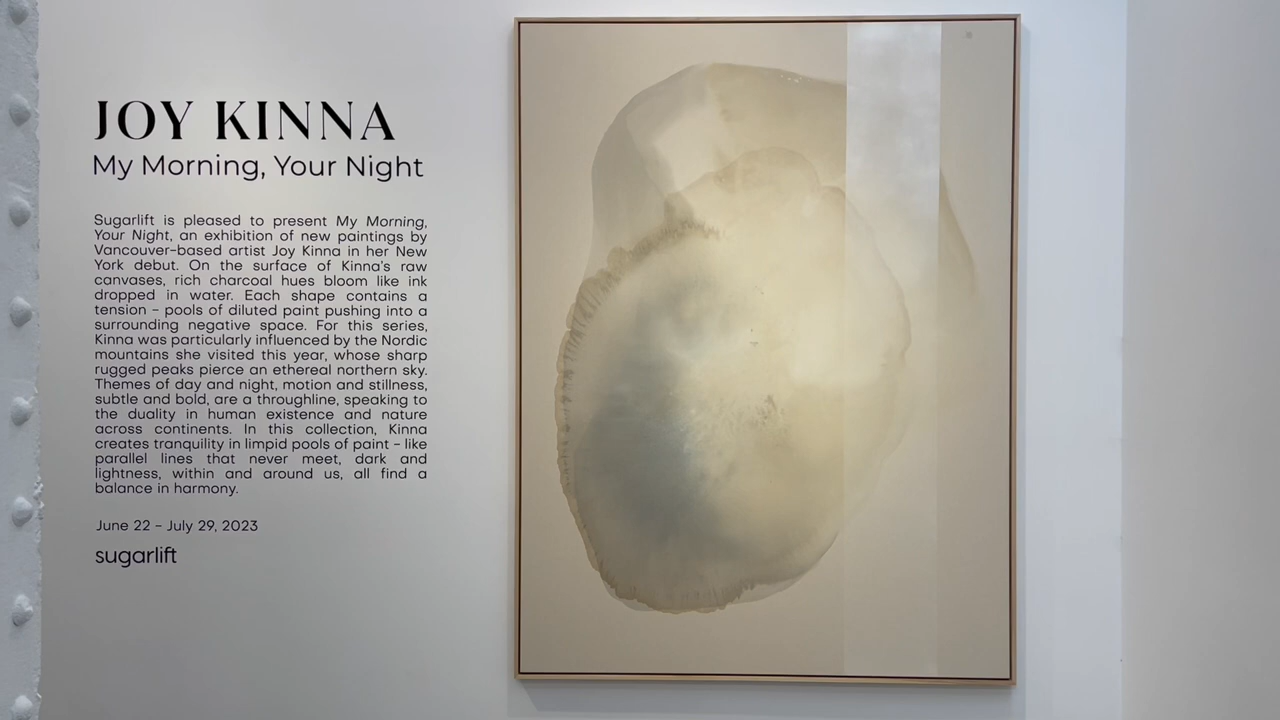 JOY KINNA
My Morning, Your Night
Sugarlift is pleased to present My Morning,
Your Night, an exhibition of new paintings by
Vancouver-based artist Joy Kinna in her New
York debut. On the surface of Kinna's raw
canvases, rich charcoal hues bloom like ink
dropped in water. Each shape contains a
tension – pools of diluted paint pushing into a
surrounding negative space. For this series,
Kinna was particularly influenced by the Nordic
mountains she visited this year, whose sharp
rugged peaks pierce an ethereal northern sky.
Themes of day and night, motion and stillness,
subtle and bold, are a throughline, speaking to
the duality in human existence and nature
across continents. In this collection, Kinna
creates tranquility in limpid pools of paint – like
parallel lines that never meet, dark and
lightness, within and around us, all find a
balance in harmony.
June 22 – July 29, 2023
sugarlift